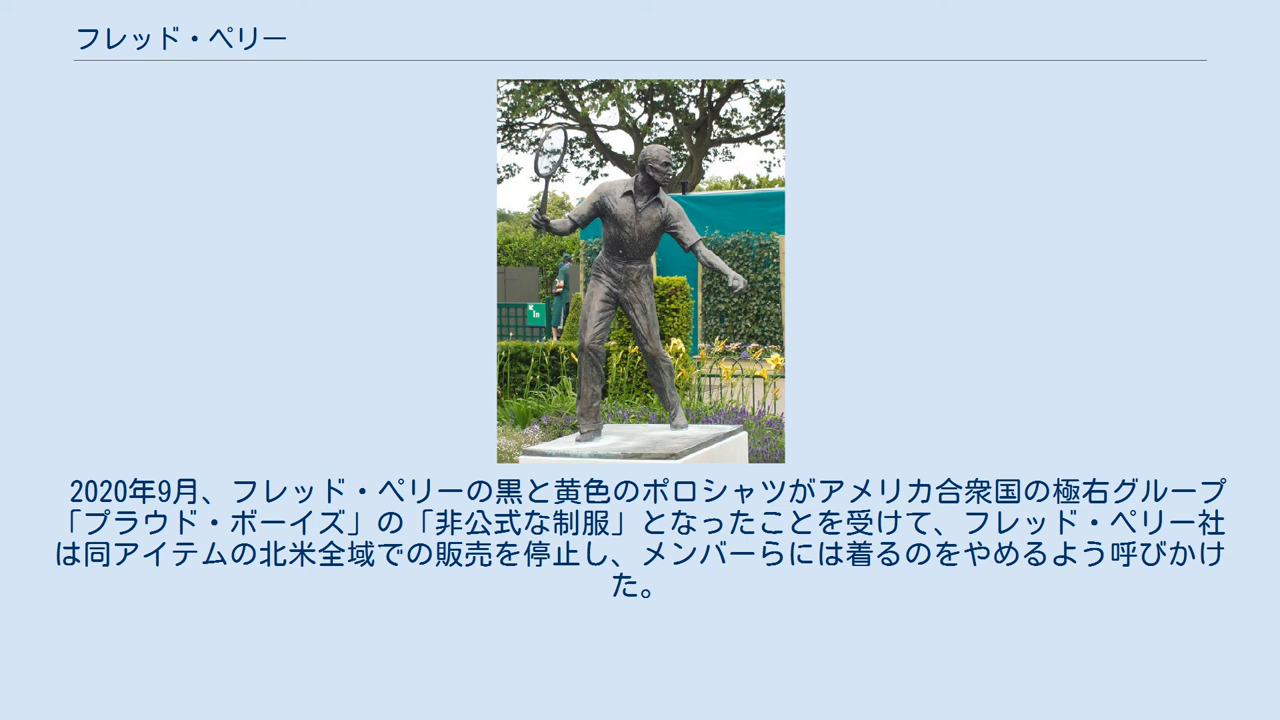 フレッド・ペリー
In
2020年9月、フレッド・ペリーの黒と黄色のポロシャツがアメリカ合衆国の極右グループ
「プラウド・ボーイズ」の「非公式な制服」となったことを受けて、フレッド・ペリー社
は同アイテムの北米全域での販売を停止し、メンバーらには着るのをやめるよう呼びかけ
た。